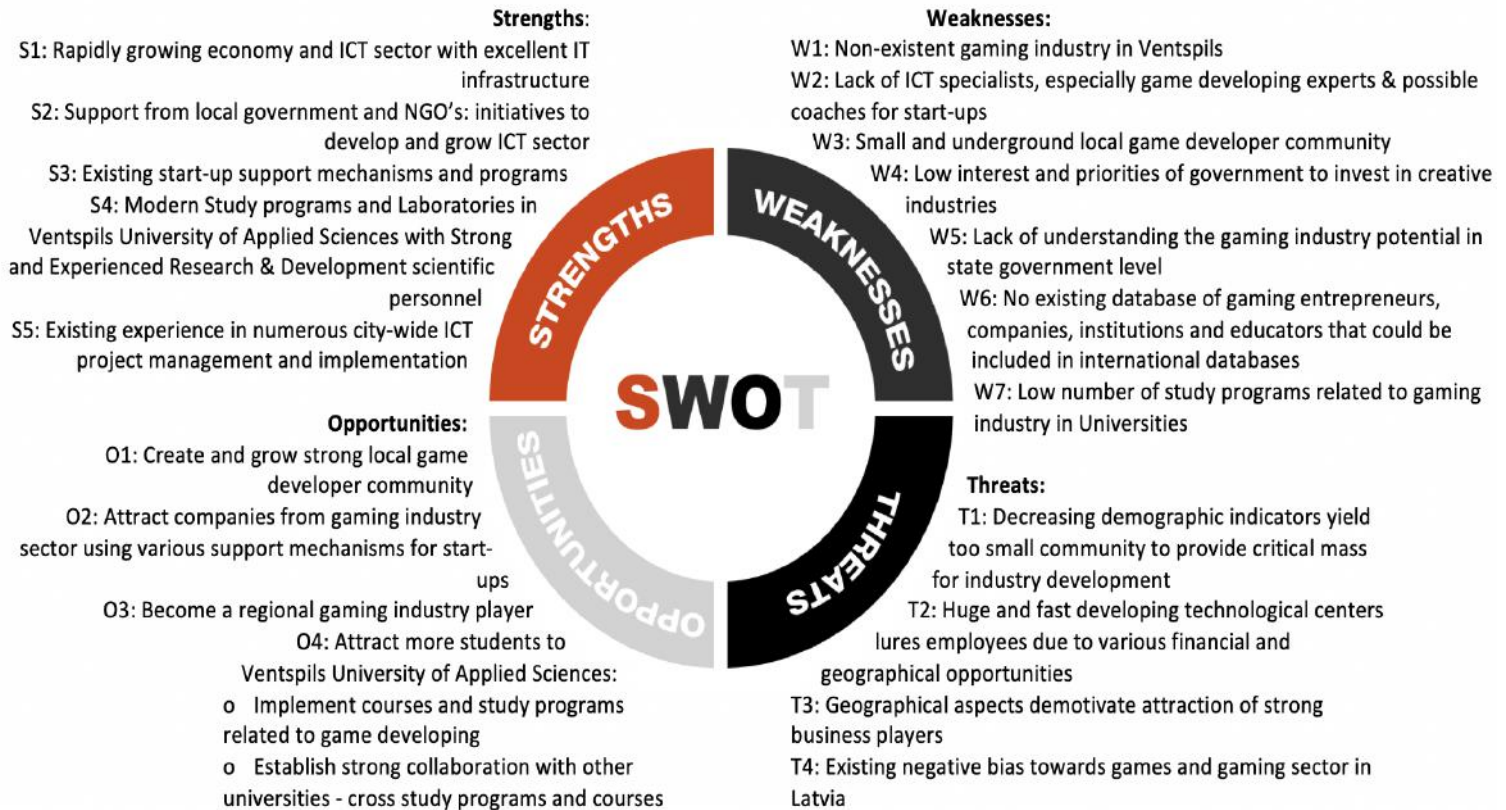 Strengths:
S1: Rapidly growing economy and ICT sector with excellent IT
infrastructure
S2: Support from local government and NGO's: initiatives to
develop and grow ICT sector
S3: Existing start-up support mechanisms and programs
S4: Modern Study programs and Laboratories in
Ventspils University of Applied Sciences with Strong
and Experienced Research & Development scientific
personnel
S5: Existing experience in numerous city-wide ICT
project management and implementation
Weaknesses:
W1: Non-existent gaming industry in Ventspils
W2: Lack of ICT specialists, especially game developing experts & possible
coaches for start-ups
W3: Small and underground local game developer community
W4: Low interest and priorities of government to invest in creative
industries
W5: Lack of understanding the gaming industry potential in
state government level
W6: No existing database of gaming entrepreneurs,
companies, institutions and educators that could be
included in international databases
W7: Low number of study programs related to gaming
industry in Universities
STRENGTHS
WEAKNESSES
SWOT
OPPORTUNITIES
THREATS
Opportunities:
O1: Create and grow strong local game
developer community
O2: Attract companies from gaming industry
sector using various support mechanisms for start-
ups
O3: Become a regional gaming industry player
O4: Attract more students to
Ventspils University of Applied Sciences:
o Implement courses and study programs
related to game developing
o Establish strong collaboration with other
universities - cross study programs and courses
Threats:
T1: Decreasing demographic indicators yield
too small community to provide critical mass
for industry development
T2: Huge and fast developing technological centers
lures employees due to various financial and
geographical opportunities
T3: Geographical aspects demotivate attraction of strong
business players
T4: Existing negative bias towards games and gaming sector in
Latvia